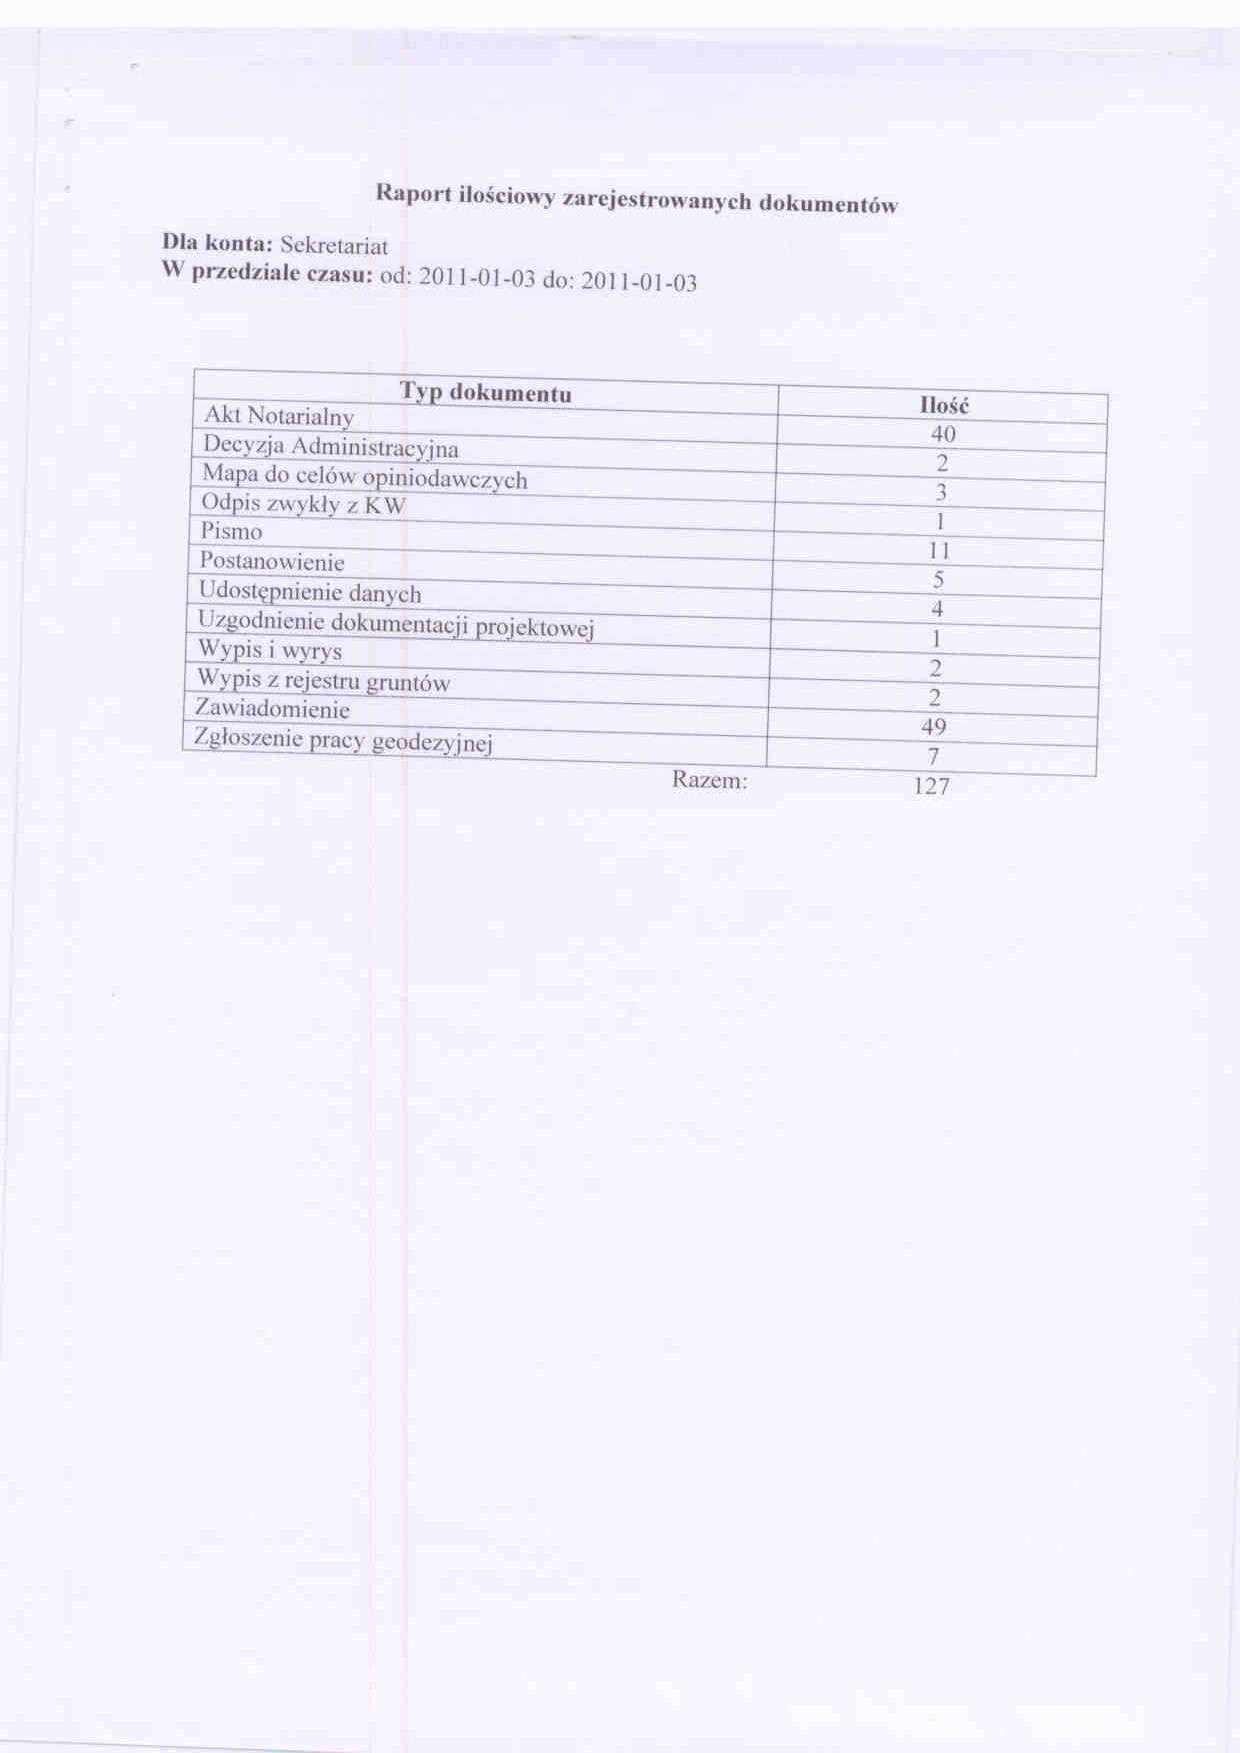 Raport ilościowy zarejestrowanych dokumentów
Dla konta: Sekretariat
W przedziale czasu: od: 2011-01-03 do: 2011-01-03
Typ dokumentu Ilość
Akt Notarialny 40
Decyzja Administracyjna 2
Mapa do celów opiniodawczych 3
Odpis zwykły z KW 1
Pismo 11
Postanowienie 5
Udostępnienie danych 4
Uzgodnienie dokumentacji projektowej 1
Wypis i wyrys 2
Wypis z rejestru gruntów 2
Zawiadomienie 49
Zgłoszenie pracy geodezyjnej 7
Razem: 127